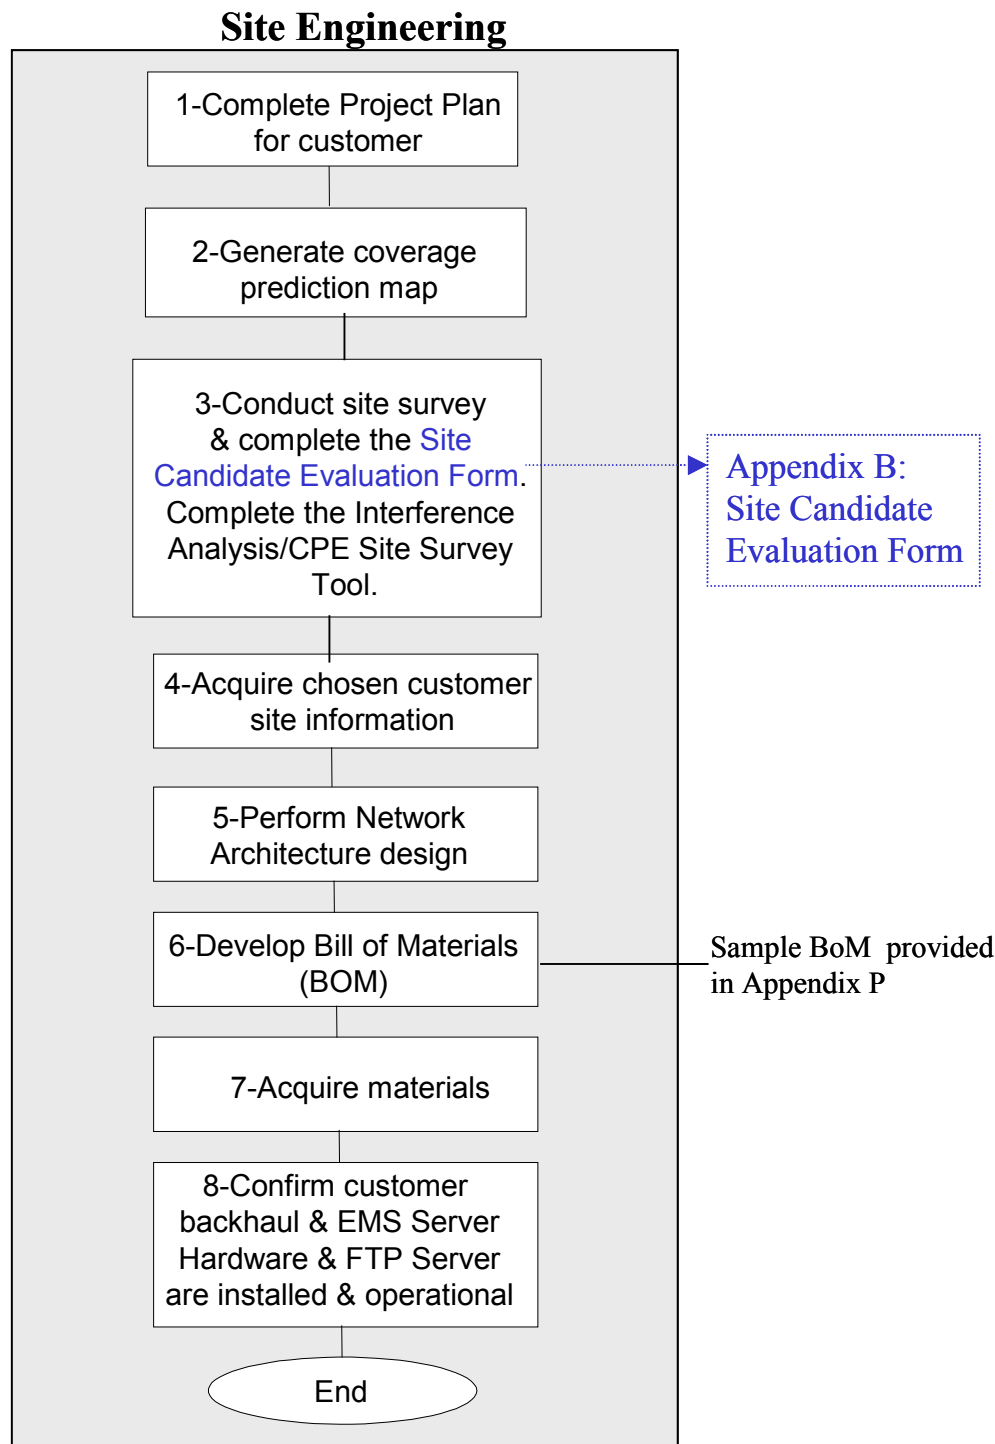 Site Engineering
1-Complete Project Plan
for customer
2-Generate coverage
prediction map
3-Conduct site survey
& complete the Site
Candidate Evaluation Form.
Complete the Interference
Analysis/CPE Site Survey
Tool.
Appendix B:
Site Candidate
Evaluation Form
4-Acquire chosen customer
site information
5-Perform Network
Architecture design
6-Develop Bill of Materials
(BOM)
Sample BoM provided
in Appendix P
7-Acquire materials
8-Confirm customer
backhaul & EMS Server
Hardware & FTP Server
are installed & operational
End